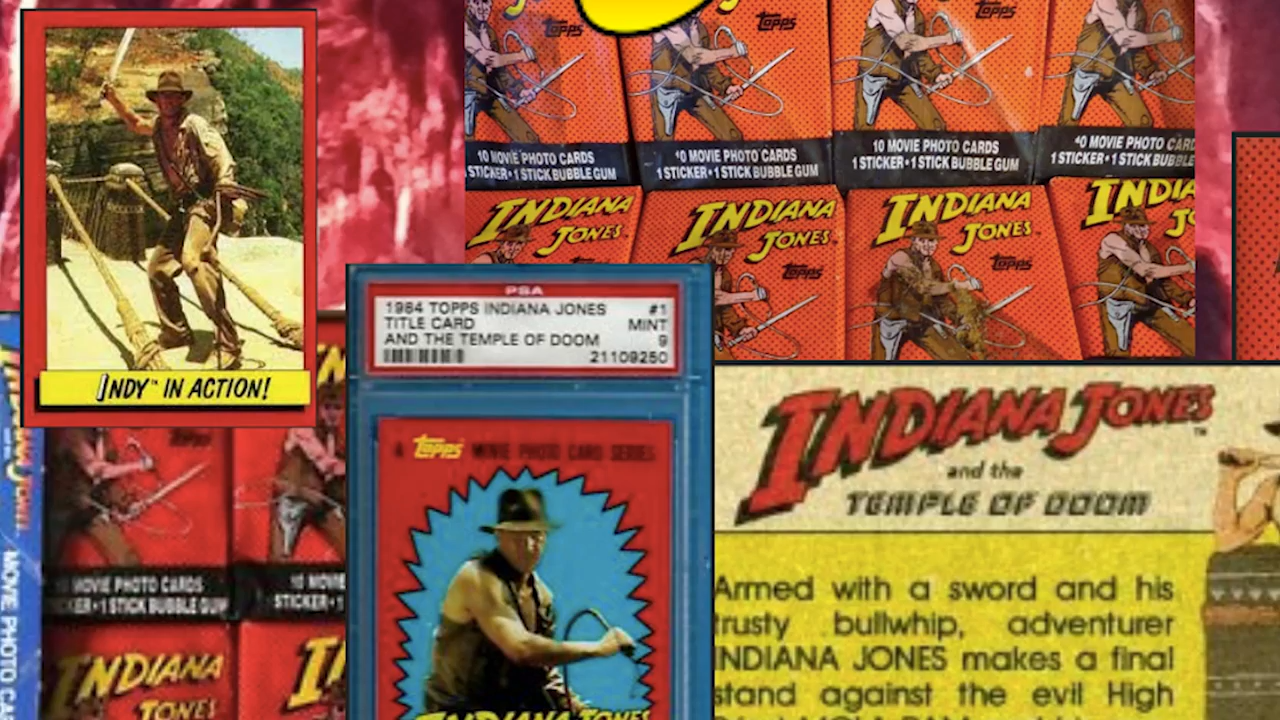 INDY™ IN ACTION!
topps
topps
topps
10 MOVIE PHOTO CARDS
1 STICKER•1 STICK BUBBLE GUM
10 MOVIE PHOTO CARDS
1 STICKER•1 STICK BUBBLE GUM
10 MOVIE PHOTO CARDS
1 STICKER•1 STICK BUBBLE GUM
10 MOVIE PHOTO CARDS
1 STICKER•1 STICK BUBBLE
INDIANA
JONES
INDIANA
JONES
topps
INDIANA
JONES
topps
INDIANA
PSA
1984 TOPPS INDIANA JONES #1
TITLE CARD MINT
AND THE TEMPLE OF DOOM 9
21109250
A topps MOVIE PHOTO CARD SERIES
INDIANA JONES
INDIANA JONES™
and the
TEMPLE OF DOOM
Armed with a sword and his
trusty bullwhip, adventurer
INDIANA JONES makes a final
stand against the evil High
MOVIE PHOTO CARDS
1 STICK BUBBLE GUM
10 MOVIE
STICKER•1
INDIANA
JONES
MOVIE PHOTO